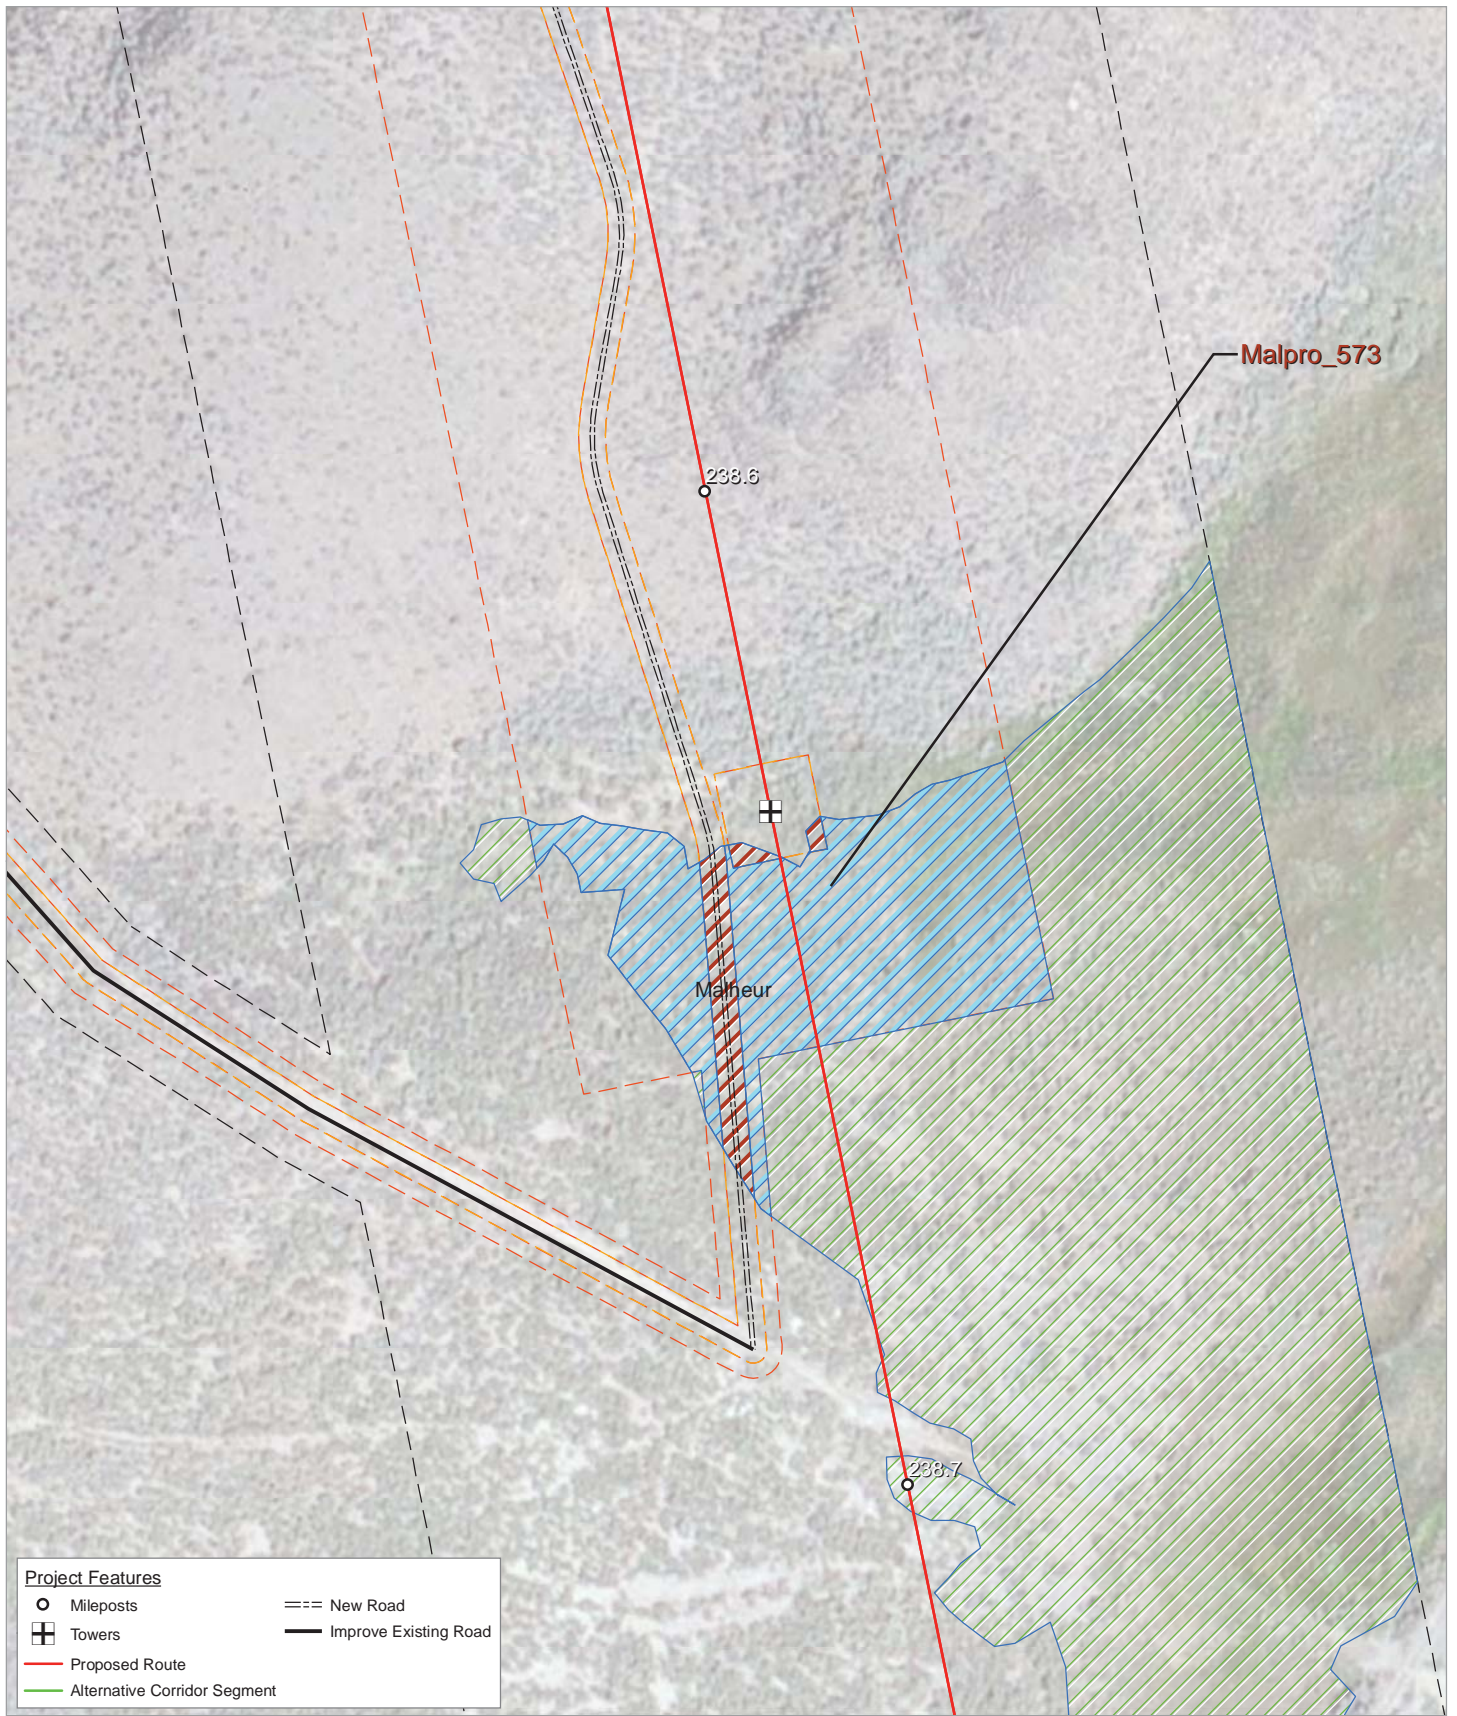 Malpro_573
238.6
Malheur
238.7
Project Features
Mileposts
New Road
Towers
Improve Existing Road
Proposed Route
Alternative Corridor Segment